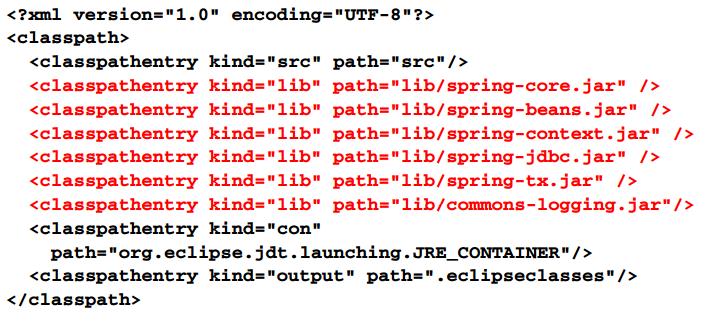 <?xml version="1.0" encoding="UTF-8"?>
<classpath>
  <classpathentry kind="src" path="src"/>
  <classpathentry kind="lib" path="lib/spring-core.jar" />
  <classpathentry kind="lib" path="lib/spring-beans.jar" />
  <classpathentry kind="lib" path="lib/spring-context.jar" />
  <classpathentry kind="lib" path="lib/spring-jdbc.jar" />
  <classpathentry kind="lib" path="lib/spring-tx.jar" />
  <classpathentry kind="lib" path="lib/commons-logging.jar"/>
  <classpathentry kind="con"
    path="org.eclipse.jdt.launching.JRE_CONTAINER"/>
  <classpathentry kind="output" path=".eclipseclasses"/>
</classpath>